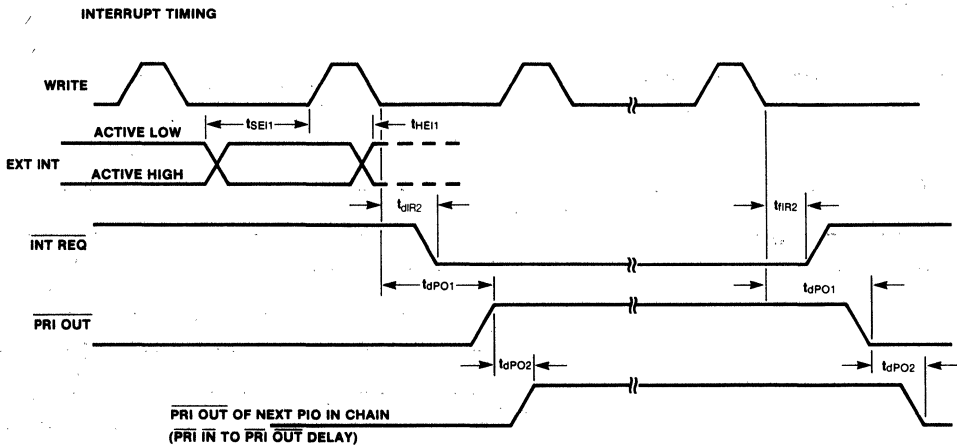 INTERRUPT TIMING
WRITE
tSEI1
tHEI1
ACTIVE LOW
EXT INT
ACTIVE HIGH
tdIR2
tfIR2
INT REQ
tdPO1
tdPO1
PRI OUT
tdPO2
tdPO2
PRI OUT OF NEXT PIO IN CHAIN
(PRI IN TO PRI OUT DELAY)